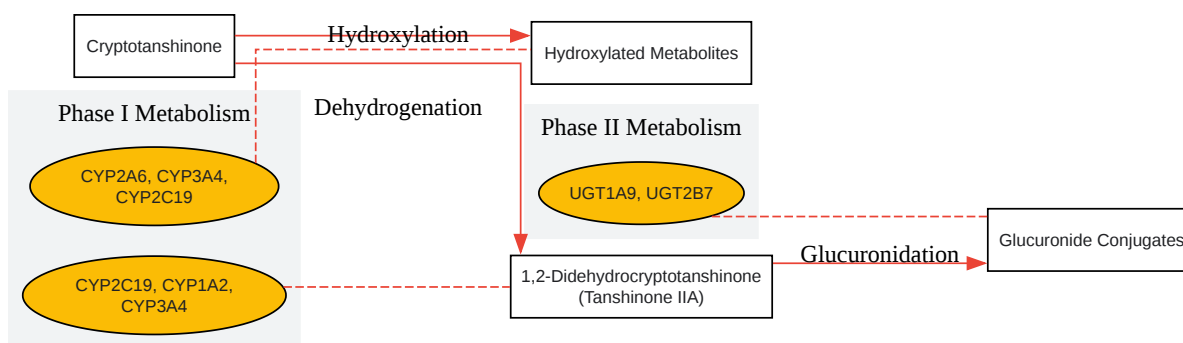 Cryptotanshinone
Hydroxylation
Hydroxylated Metabolites
Dehydrogenation
Phase I Metabolism
CYP2A6, CYP3A4,
CYP2C19
CYP2C19, CYP1A2,
CYP3A4
Phase II Metabolism
UGT1A9, UGT2B7
1,2-Didehydrocryptotanshinone
(Tanshinone IIA)
Glucuronidation
Glucuronide Conjugates